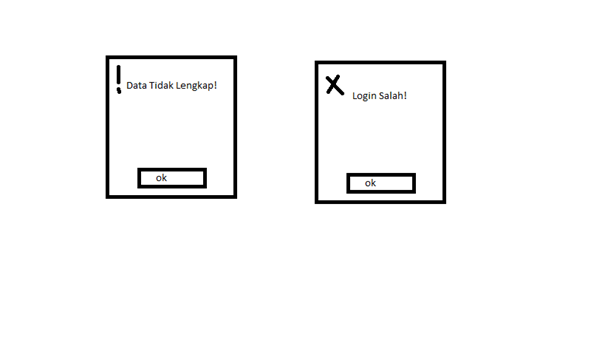 ! Data Tidak Lengkap!
ok
X Login Salah!
ok